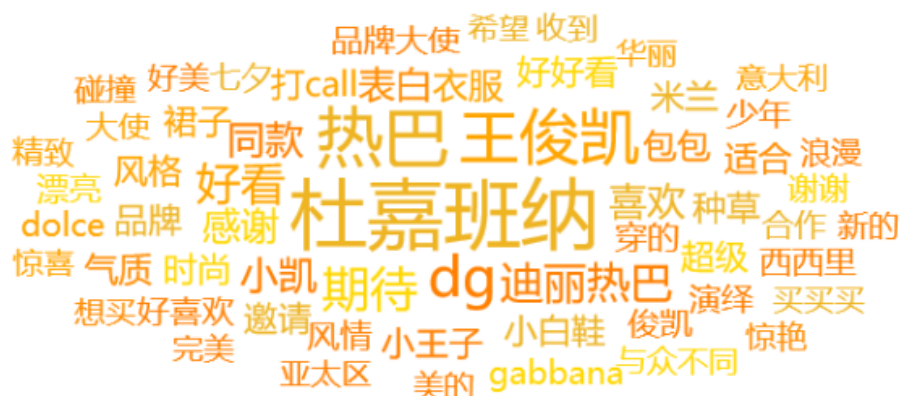 希望 收到
品牌大使 华丽
碰撞 好美 七夕 打call 表白 衣服 好好看 意大利
米兰 少年
大使 裙子 同款 热巴 王俊凯 包包 适合 浪漫
精致 风格 好看
漂亮 杜嘉班纳 喜欢 种草 谢谢
dolce 品牌 感谢 穿的 合作 新的
惊喜 气质 时尚 小凯 期待 dg 迪丽热巴 超级 西西里
想买 好喜欢 邀请 演绎 买买买
风情 小王子 小白鞋 俊凯 惊艳
完美 与众不同
亚太区 美的 gabbana